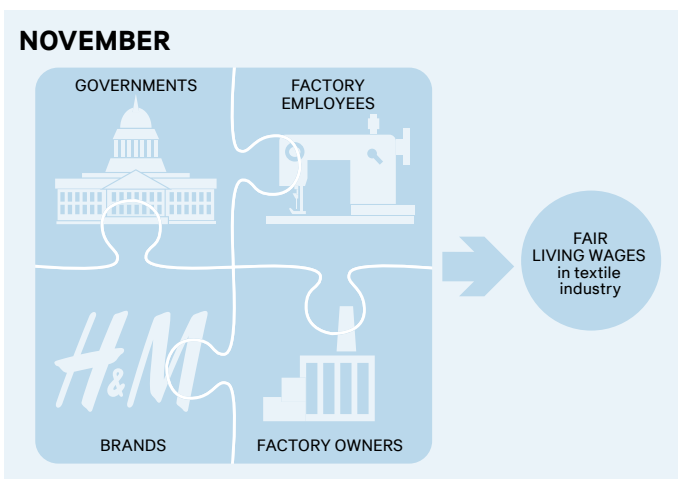 NOVEMBER
GOVERNMENTS
FACTORY
EMPLOYEES
H&M
BRANDS
FACTORY OWNERS
FAIR
LIVING WAGES
in textile
industry